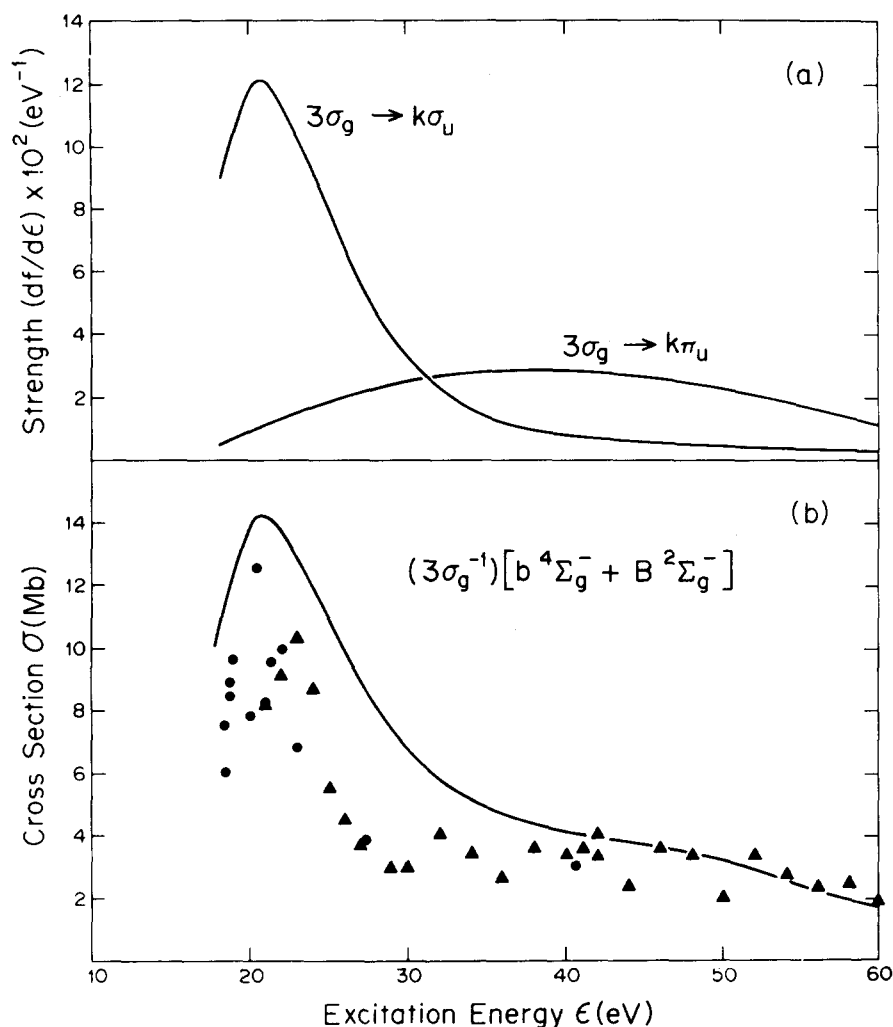 14
12
10
8
6
4
2
Strength (df/dϵ) x 10² (eV⁻¹)
(a)
3σg → kσu
3σg → kπu
14
12
10
8
6
4
2
Cross Section σ(Mb)
(b)
(3σg⁻¹)[b ⁴Σg⁻ + B ²Σg⁻]
10 20 30 40 50 60
Excitation Energy ϵ(eV)